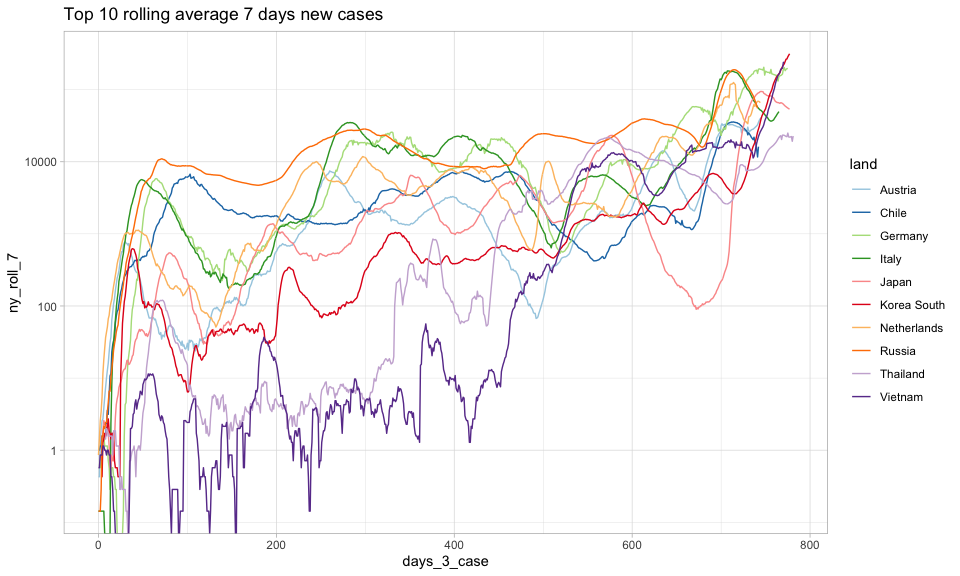 Top 10 rolling average 7 days new cases
ny_roll_7
10000
100
1
0
200
400
600
800
days_3_case
land
Austria
Chile
Germany
Italy
Japan
Korea South
Netherlands
Russia
Thailand
Vietnam